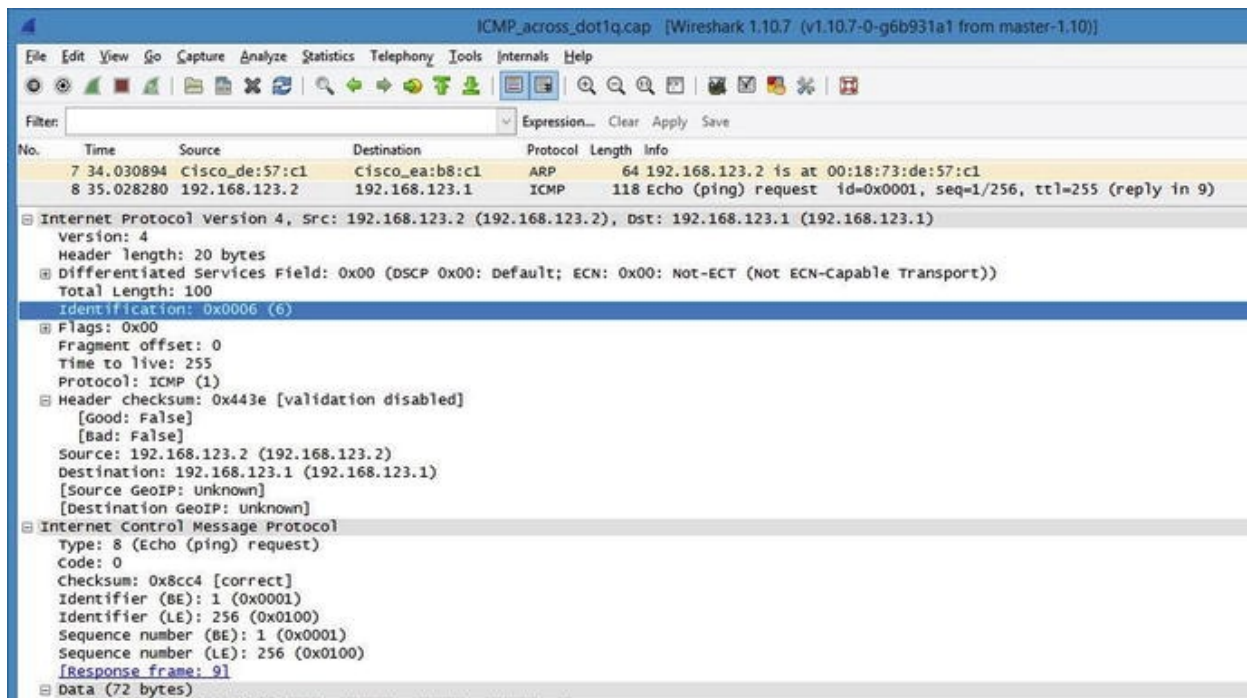 ICMP_across_dot1q.cap [Wireshark 1.10.7 (v1.10.7-0-g6b931a1 from master-1.10)]
File Edit View Go Capture Analyze Statistics Telephony Tools Internals Help
Filter: Expression... Clear Apply Save
No. Time Source Destination Protocol Length Info
7 34.030894 Cisco_de:57:c1 Cisco_ea:b8:c1 ARP 64 192.168.123.2 is at 00:18:73:de:57:c1
8 35.028280 192.168.123.2 192.168.123.1 ICMP 118 Echo (ping) request id=0x0001, seq=1/256, ttl=255 (reply in 9)
Internet Protocol Version 4, Src: 192.168.123.2 (192.168.123.2), Dst: 192.168.123.1 (192.168.123.1)
Version: 4
Header length: 20 bytes
Differentiated Services Field: 0x00 (DSCP 0x00: Default; ECN: 0x00: Not-ECT (Not ECN-Capable Transport))
Total Length: 100
Identification: 0x0006 (6)
Flags: 0x00
Fragment offset: 0
Time to live: 255
Protocol: ICMP (1)
Header checksum: 0x443e [validation disabled]
[Good: False]
[Bad: False]
Source: 192.168.123.2 (192.168.123.2)
Destination: 192.168.123.1 (192.168.123.1)
[Source GeoIP: Unknown]
[Destination GeoIP: Unknown]
Internet Control Message Protocol
Type: 8 (Echo (ping) request)
Code: 0
Checksum: 0x8cc4 [correct]
Identifier (BE): 1 (0x0001)
Identifier (LE): 256 (0x0100)
Sequence number (BE): 1 (0x0001)
Sequence number (LE): 256 (0x0100)
[Response frame: 9]
Data (72 bytes)